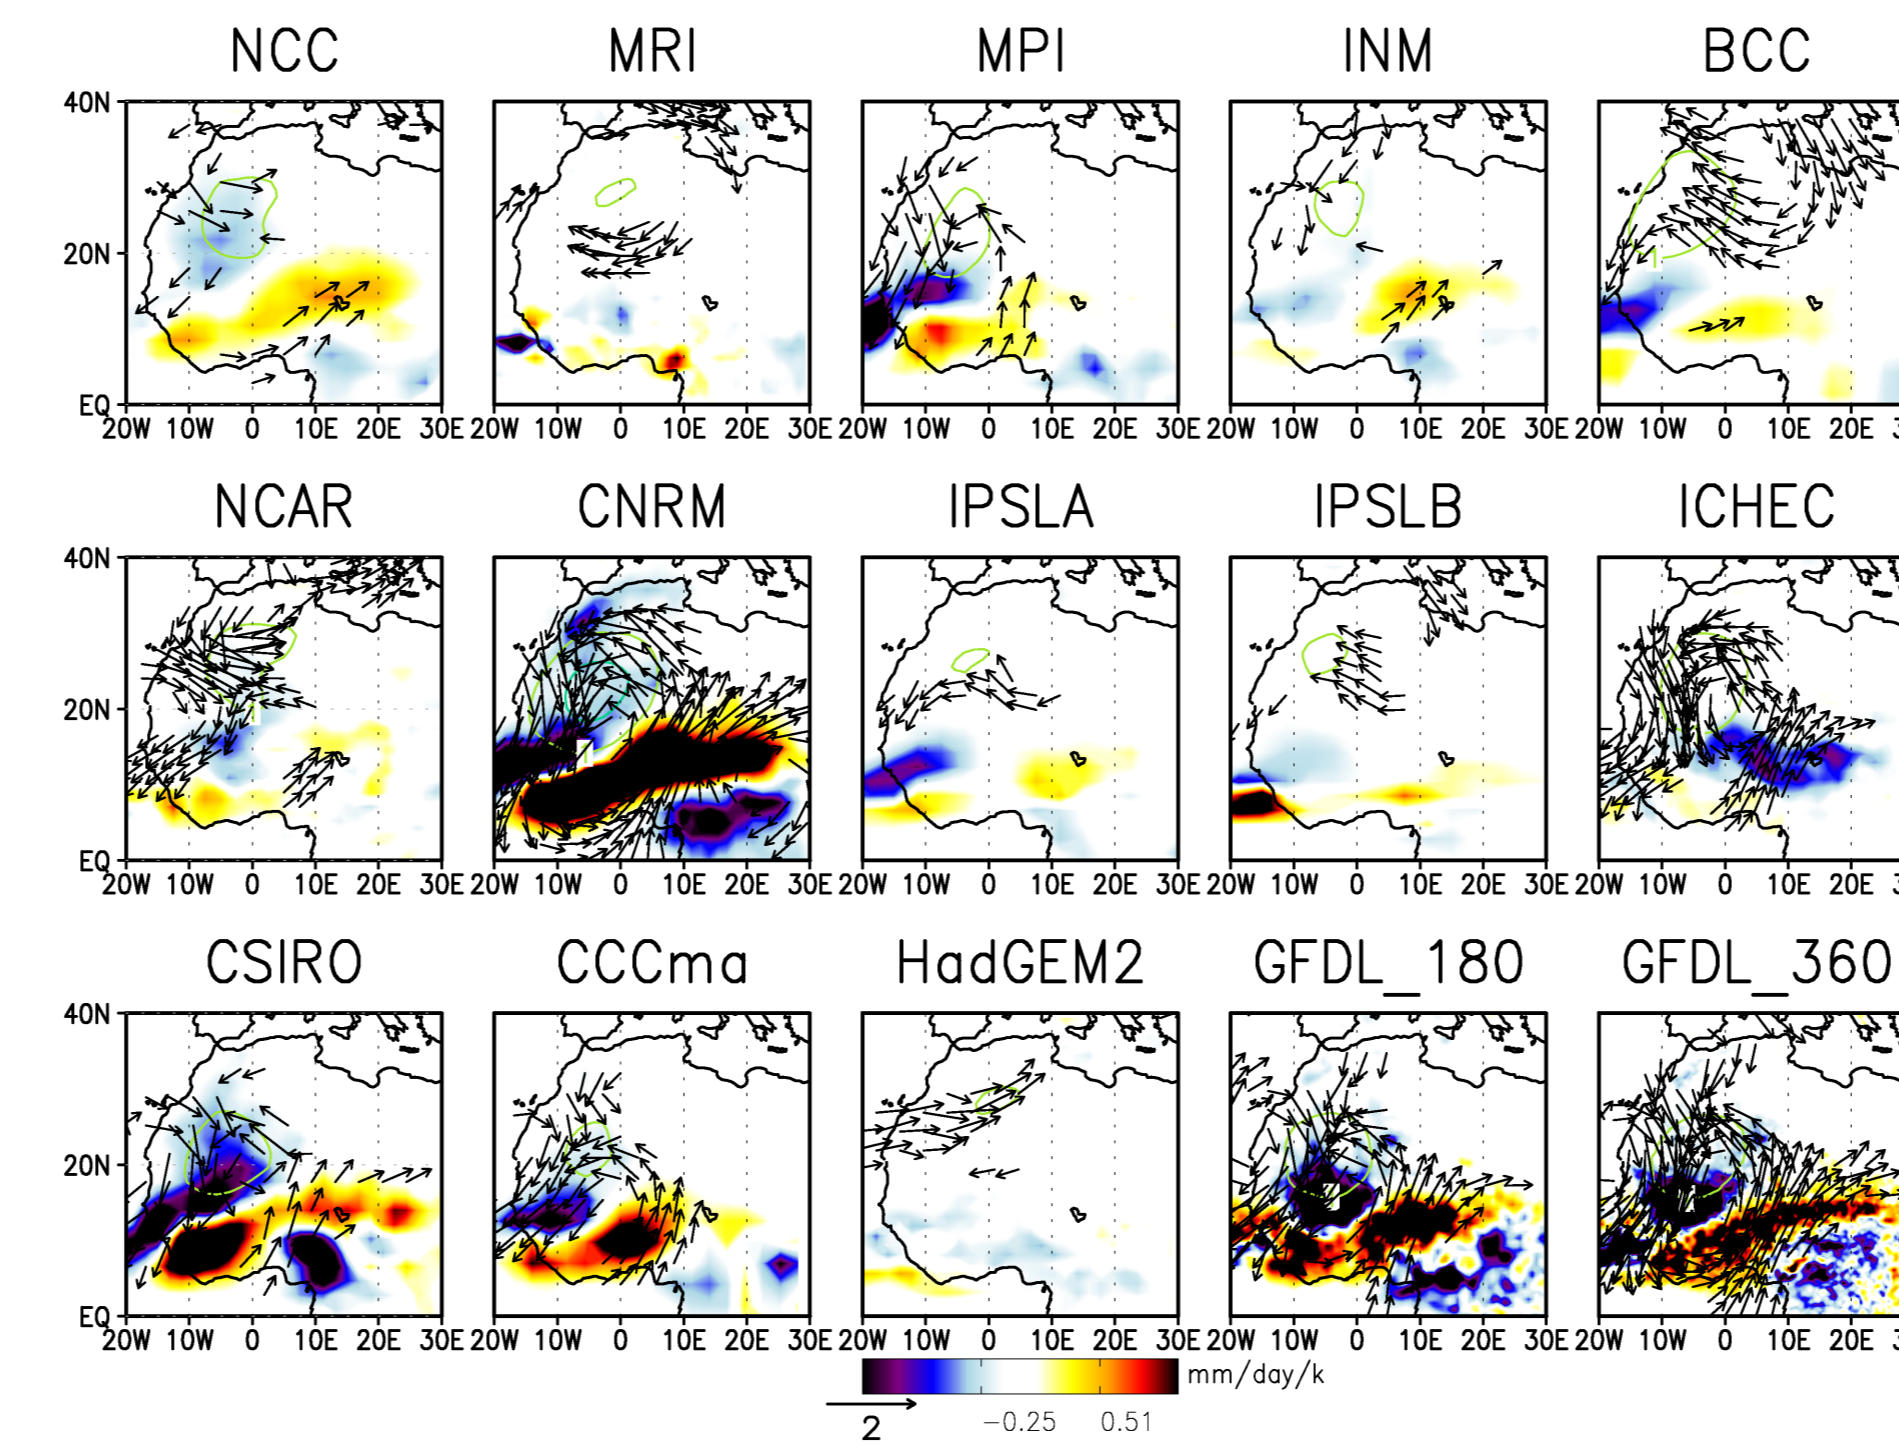 NCC MRI MPI INM BCC
40N
20N
EQ
20W 10W 0 10E 20E 30E 20W 10W 0 10E 20E 30E 20W 10W 0 10E 20E 30E 20W 10W 0 10E 20E 30E 20W 10W 0 10E 20E
NCAR CNRM IPSLA IPSLB ICHEC
40N
20N
1
EQ
20W 10W 0 10E 20E 30E 20W 10W 0 10E 20E 30E 20W 10W 0 10E 20E 30E 20W 10W 0 10E 20E 30E 20W 10W 0 10E 20E
CSIRO CCCma HadGEM2 GFDL_180 GFDL_360
40N
20N
EQ
20W 10W 0 10E 20E 30E 20W 10W 0 10E 20E 30E 20W 10W 0 10E 20E 30E 20W 10W 0 10E 20E 30E 20W 10W 0 10E 20E
mm/day/k
2 -0.25 0.51